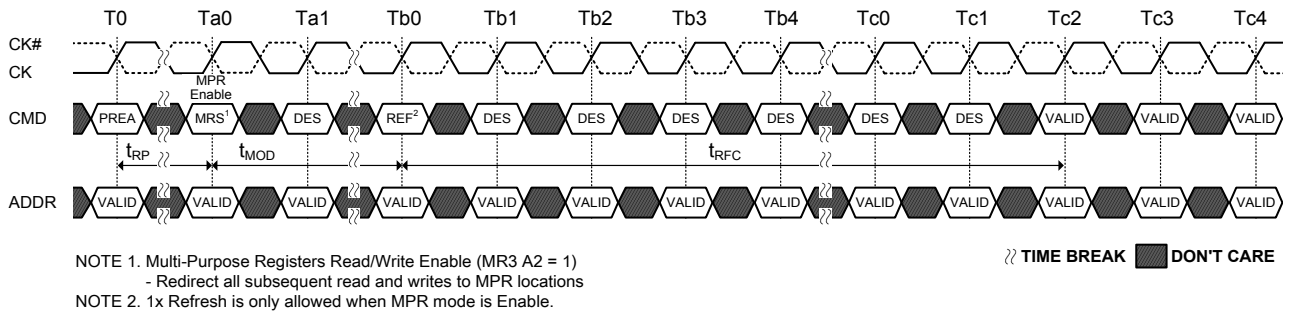 T0 Ta0 Ta1 Tb0 Tb1 Tb2 Tb3 Tb4 Tc0 Tc1 Tc2 Tc3 Tc4
CK#
CK
MPR
Enable
CMD PREA MRS1 DES REF2 DES DES DES DES DES DES VALID VALID VALID
tRP tMOD tRFC
ADDR VALID VALID VALID VALID VALID VALID VALID VALID VALID VALID VALID VALID VALID
NOTE 1. Multi-Purpose Registers Read/Write Enable (MR3 A2 = 1)
- Redirect all subsequent read and writes to MPR locations
NOTE 2. 1x Refresh is only allowed when MPR mode is Enable.
TIME BREAK DON'T CARE